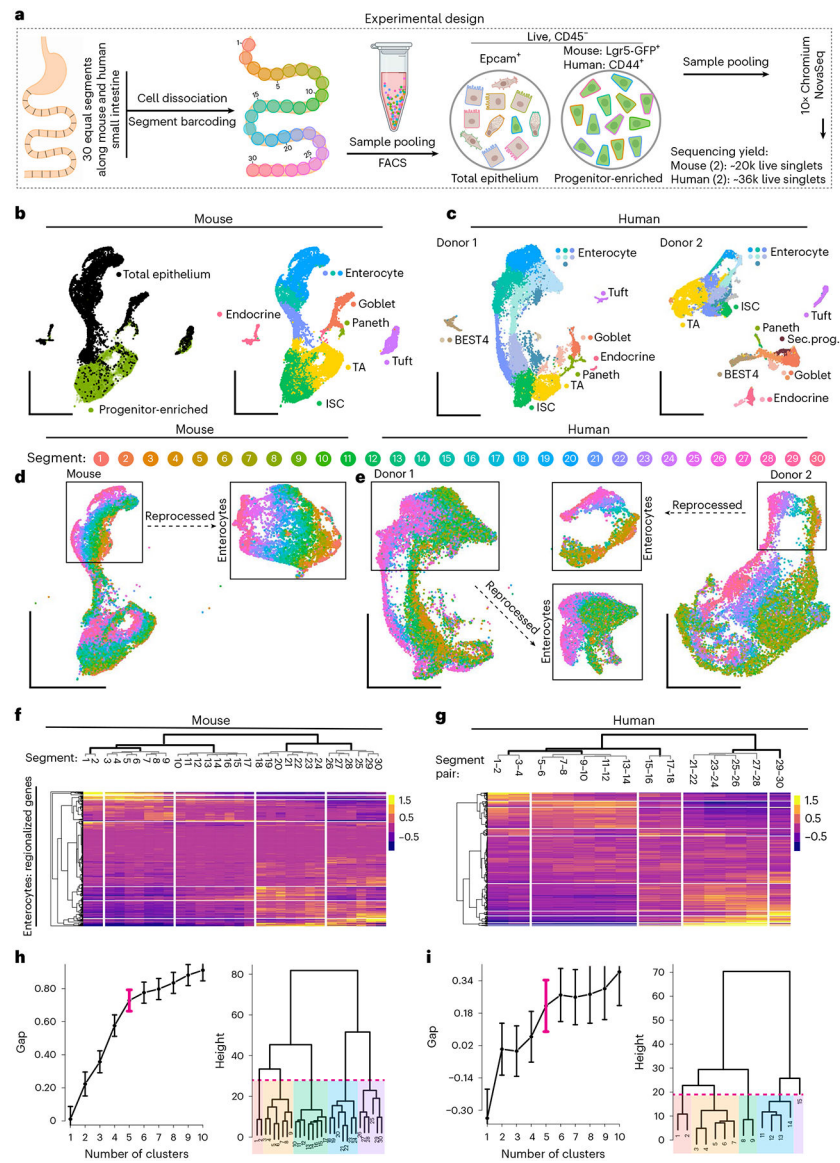 a
Experimental design
30 equal segments
along mouse and human
small intestine
Cell dissociation
Segment barcoding
1
5
10
15
20
25
30
Sample pooling
FACS
Live, CD45⁻
Epcam⁺
Mouse: Lgr5-GFP⁺
Human: CD44⁺
Total epithelium
Progenitor-enriched
Sample pooling
10× Chromium
NovaSeq
Sequencing yield:
Mouse (2): ~20k live singlets
Human (2): ~36k live singlets
b
Mouse
Total epithelium
Progenitor-enriched
Enterocyte
Endocrine
Goblet
Paneth
Tuft
TA
ISC
c
Human
Donor 1
Enterocyte
Tuft
BEST4
Goblet
Endocrine
Paneth
TA
ISC
Donor 2
Enterocyte
Tuft
ISC
TA
Paneth
Sec.prog.
BEST4
Goblet
Endocrine
Mouse
Human
Segment: 1 2 3 4 5 6 7 8 9 10 11 12 13 14 15 16 17 18 19 20 21 22 23 24 25 26 27 28 29 30
d
Mouse
Reprocessed
Enterocytes
e
Donor 1
Reprocessed
Enterocytes
Enterocytes
Reprocessed
Donor 2
f
Mouse
Segment:
1 2 3 4 5 6 7 8 9 10 11 12 13 14 15 16 17 18 19 20 21 22 23 24 25 26 27 28 29 30
Enterocytes: regionalized genes
1.5
0.5
−0.5
g
Human
Segment
pair:
1–2 3–4 5–6 7–8 9–10 11–12 13–14 15–16 17–18 21–22 23–24 25–26 27–28 29–30
1.5
0.5
−0.5
h
Gap
0.80
0.60
0.40
0.20
0
1 2 3 4 5 6 7 8 9 10
Number of clusters
Height
80
60
40
20
0
i
Gap
0.34
0.18
0.02
−0.14
−0.30
1 2 3 4 5 6 7 8 9 10
Number of clusters
Height
70
60
50
40
30
20
10
0
1 2 3 4 5 6 7 8 9 11 12 13 14 15